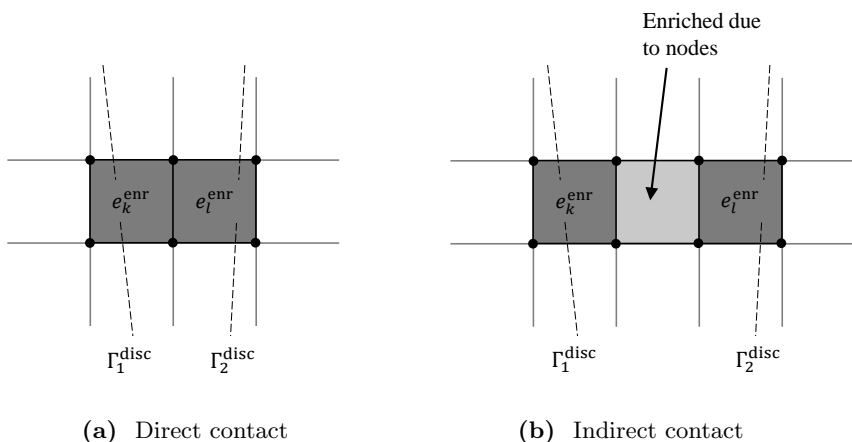 Enriched due
to nodes
e_k^enr e_l^enr e_k^enr e_l^enr
Γ_1^disc Γ_2^disc Γ_1^disc Γ_2^disc
(a) Direct contact (b) Indirect contact